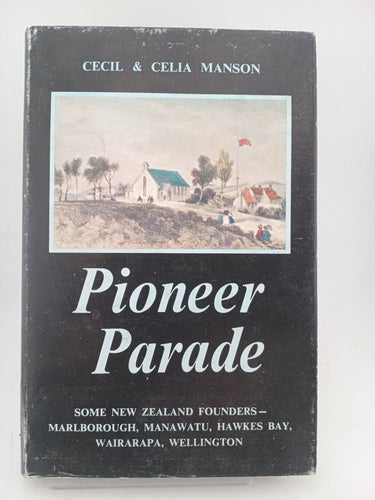 CECIL & CELIA MANSON
Pioneer
Parade
SOME NEW ZEALAND FOUNDERS—
MARLBOROUGH, MANAWATU, HAWKES BAY,
WAIRARAPA, WELLINGTON